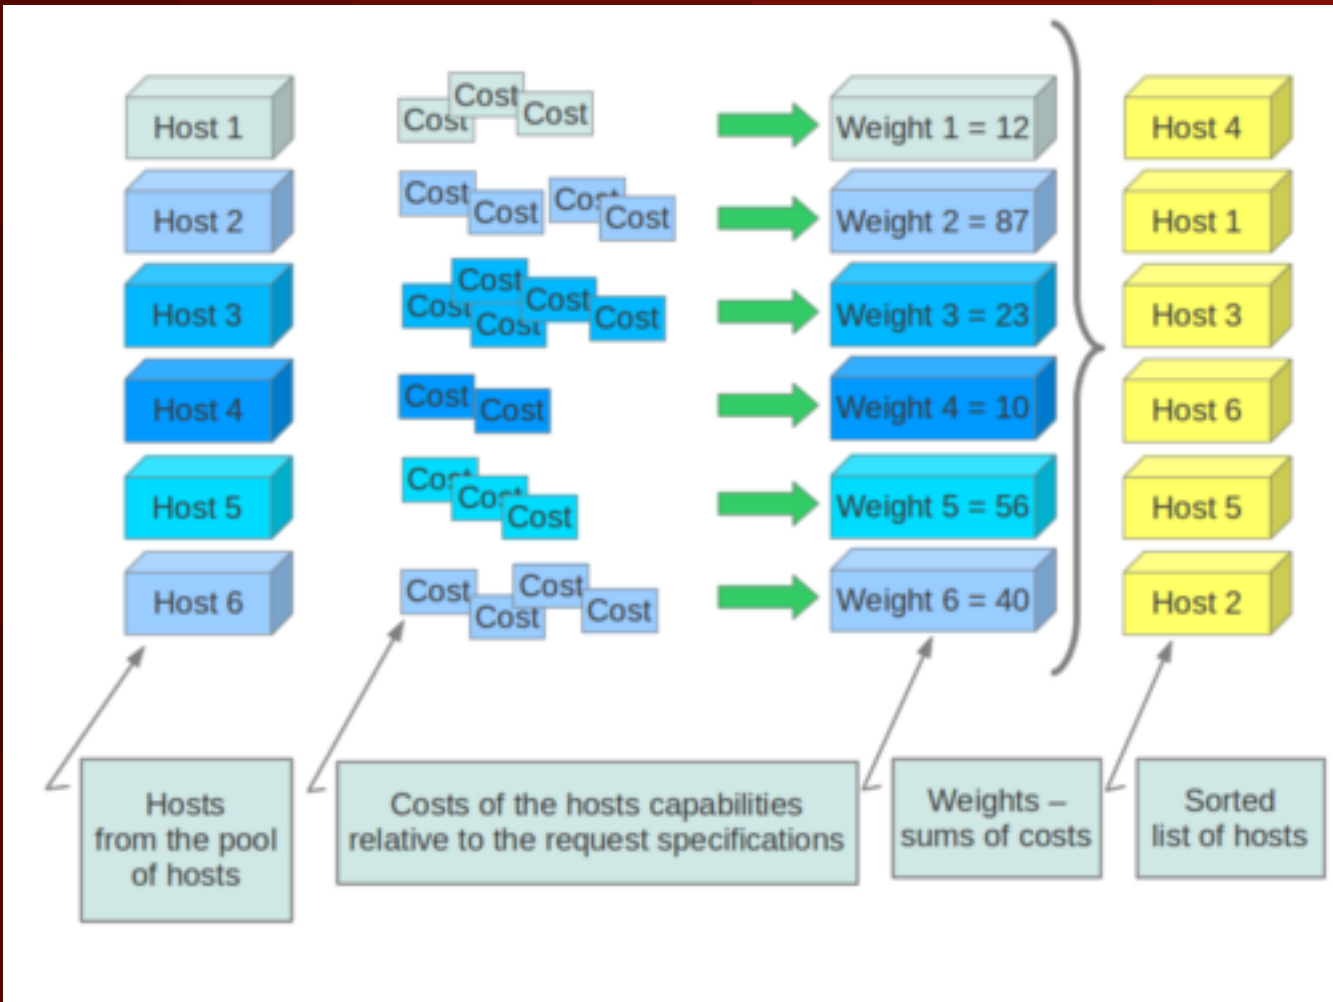 Host 1
Cost
Cost
Cost
Weight 1 = 12
Host 4
Host 2
Cost
Cost
Cost
Cost
Weight 2 = 87
Host 1
Host 3
Cost
Cost
Cost
Cost
Cost
Weight 3 = 23
Host 3
Host 4
Cost
Cost
Weight 4 = 10
Host 6
Host 5
Cost
Cost
Cost
Weight 5 = 56
Host 5
Host 6
Cost
Cost
Cost
Cost
Weight 6 = 40
Host 2
Hosts
from the pool
of hosts
Costs of the hosts capabilities
relative to the request specifications
Weights –
sums of costs
Sorted
list of hosts